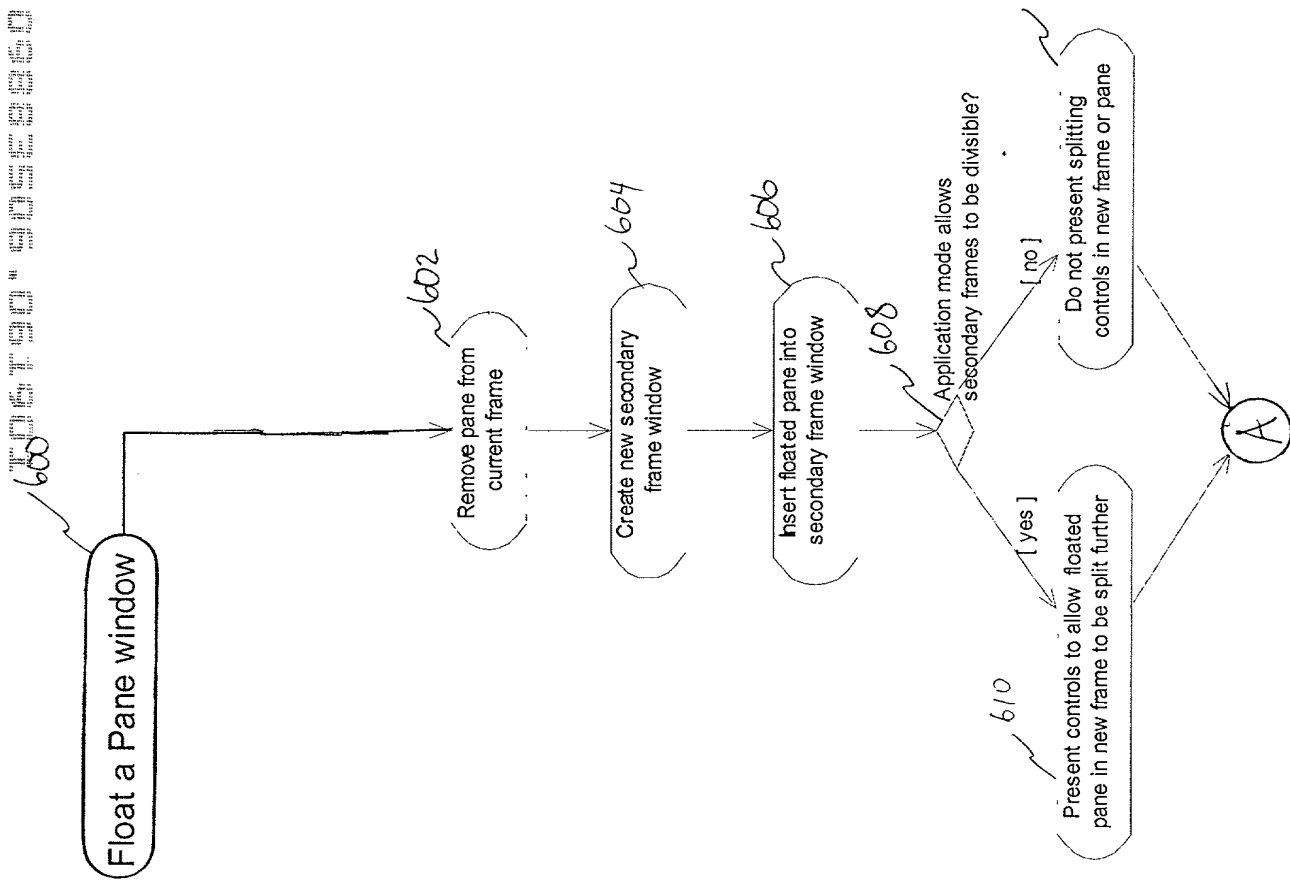 600
Float a Pane window
602
Remove pane from
current frame
604
Create new secondary
frame window
606
Insert floated pane into
secondary frame window
608
Application mode allows
secondary frames to be divisible?
[ yes ]
[ no ]
610
Present controls to allow floated
pane in new frame to be split further
Do not present splitting
controls in new frame or pane
A